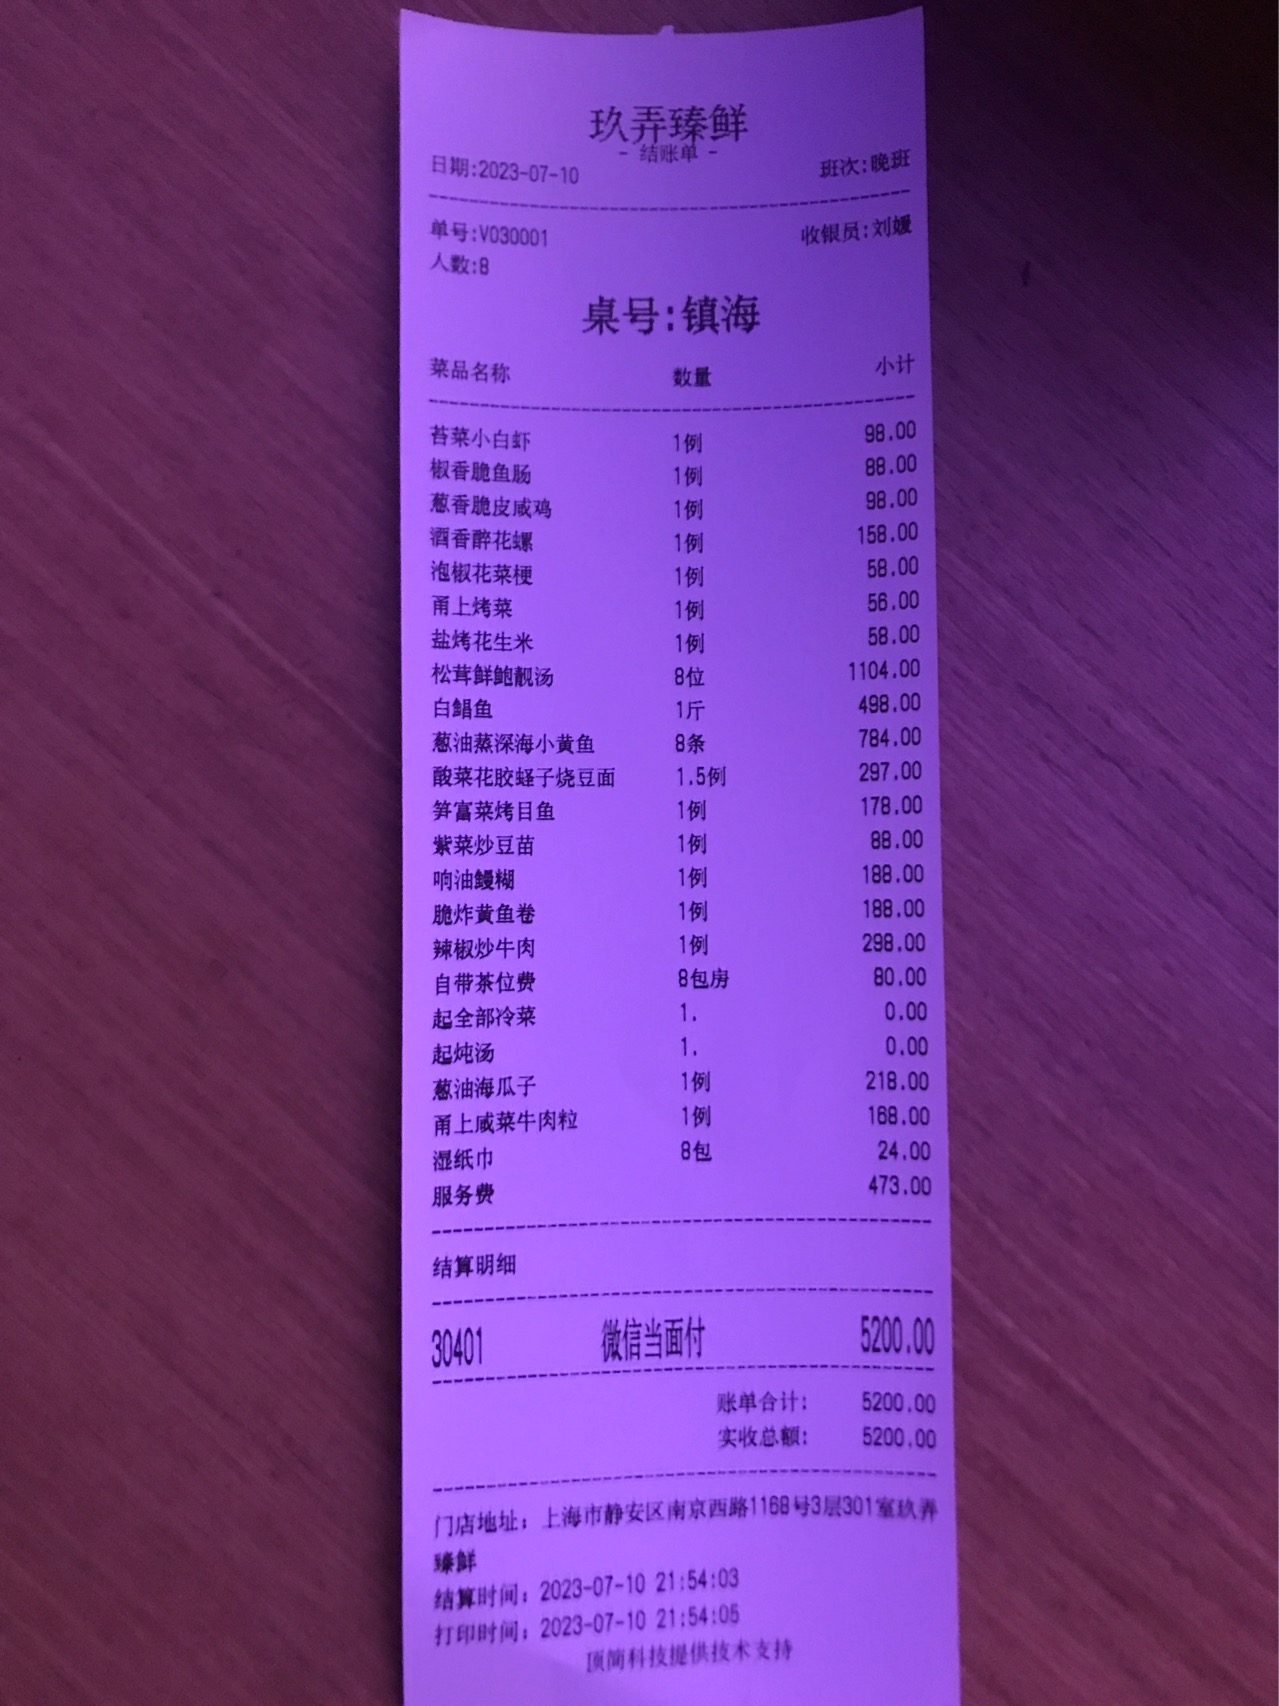 玖弄臻鲜
- 结账单 -
日期:2023-07-10 班次:晚班
单号:V030001 收银员:刘媛
人数:8
桌号:镇海
菜品名称 数量 小计
苔菜小白虾 1例 98.00
椒香脆鱼肠 1例 88.00
葱香脆皮咸鸡 1例 98.00
酒香醉花螺 1例 158.00
泡椒花菜梗 1例 58.00
甬上烤菜 1例 56.00
盐烤花生米 1例 58.00
松茸鲜鲍靓汤 8位 1104.00
白鲳鱼 1斤 498.00
葱油蒸深海小黄鱼 8条 784.00
酸菜花胶蛏子烧豆面 1.5例 297.00
笋富菜烤目鱼 1例 178.00
紫菜炒豆苗 1例 88.00
响油鳗糊 1例 188.00
脆炸黄鱼卷 1例 188.00
辣椒炒牛肉 1例 298.00
自带茶位费 8包房 80.00
起全部冷菜 1. 0.00
起炖汤 1. 0.00
葱油海瓜子 1例 218.00
甬上咸菜牛肉粒 1例 168.00
湿纸巾 8包 24.00
服务费 473.00
结算明细
30401 微信当面付 5200.00
账单合计: 5200.00
实收总额: 5200.00
门店地址：上海市静安区南京西路1168号3层301室玖弄
臻鲜
结算时间：2023-07-10 21:54:03
打印时间：2023-07-10 21:54:05
顶简科技提供技术支持